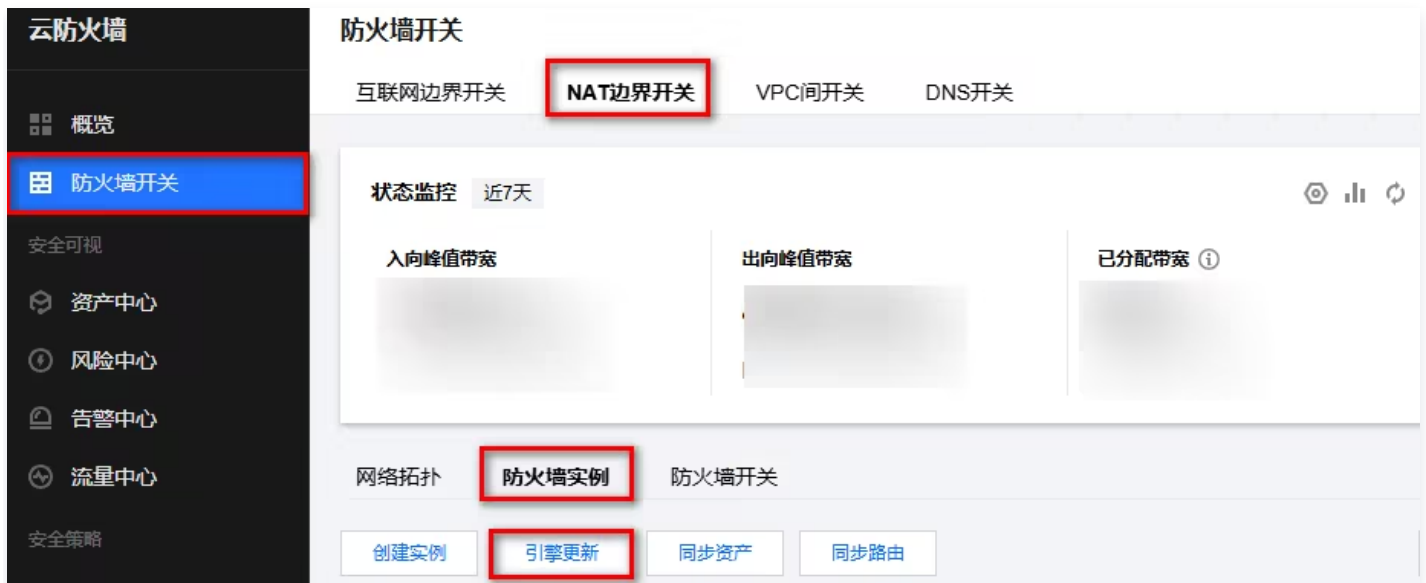 云防火墙
概览
防火墙开关
安全可视
资产中心
风险中心
告警中心
流量中心
安全策略
防火墙开关
互联网边界开关 NAT边界开关 VPC间开关 DNS开关
状态监控 近7天
入向峰值带宽 出向峰值带宽 已分配带宽
网络拓扑 防火墙实例 防火墙开关
创建实例 引擎更新 同步资产 同步路由